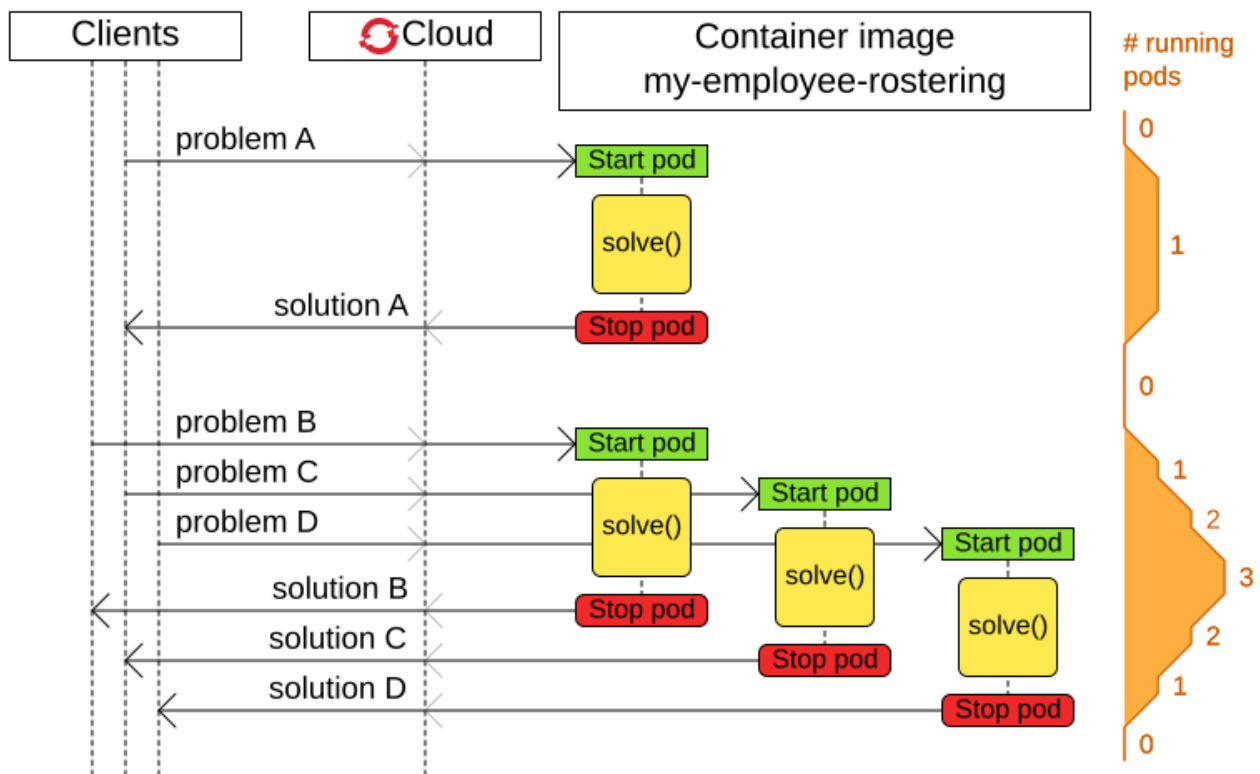 Clients
Cloud
Container image
my-employee-rostering
# running
pods
0
problem A
Start pod
solve()
1
solution A
Stop pod
0
problem B
Start pod
problem C
1
Start pod
problem D
2
solve()
Start pod
solve()
3
solution B
Stop pod
solve()
2
solution C
Stop pod
1
solution D
Stop pod
0